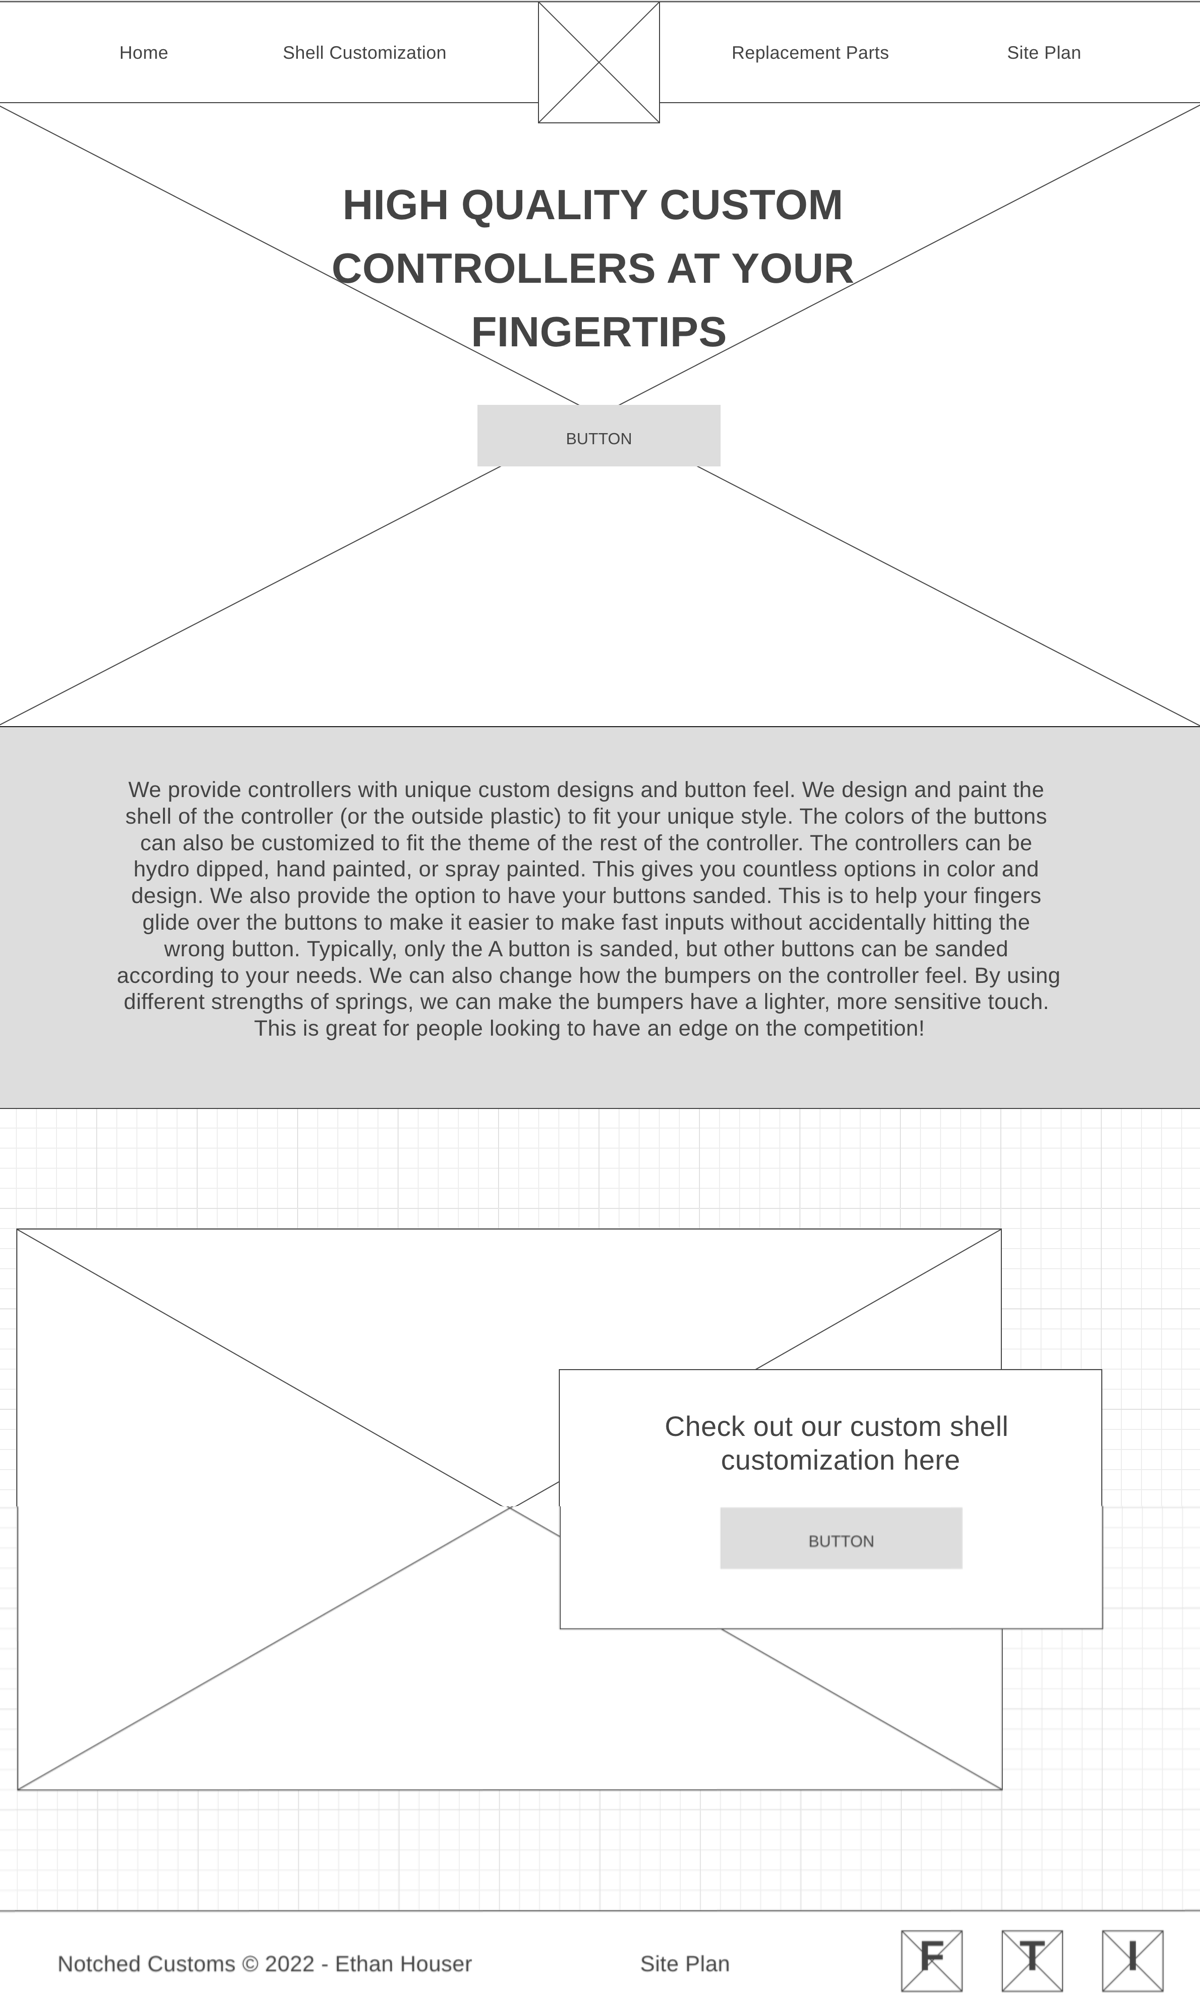 Home Shell Customization Replacement Parts Site Plan
HIGH QUALITY CUSTOM
CONTROLLERS AT YOUR
FINGERTIPS
BUTTON
We provide controllers with unique custom designs and button feel. We design and paint the
shell of the controller (or the outside plastic) to fit your unique style. The colors of the buttons
can also be customized to fit the theme of the rest of the controller. The controllers can be
hydro dipped, hand painted, or spray painted. This gives you countless options in color and
design. We also provide the option to have your buttons sanded. This is to help your fingers
glide over the buttons to make it easier to make fast inputs without accidentally hitting the
wrong button. Typically, only the A button is sanded, but other buttons can be sanded
according to your needs. We can also change how the bumpers on the controller feel. By using
different strengths of springs, we can make the bumpers have a lighter, more sensitive touch.
This is great for people looking to have an edge on the competition!
Check out our custom shell
customization here
BUTTON
Notched Customs © 2022 - Ethan Houser Site Plan F T I